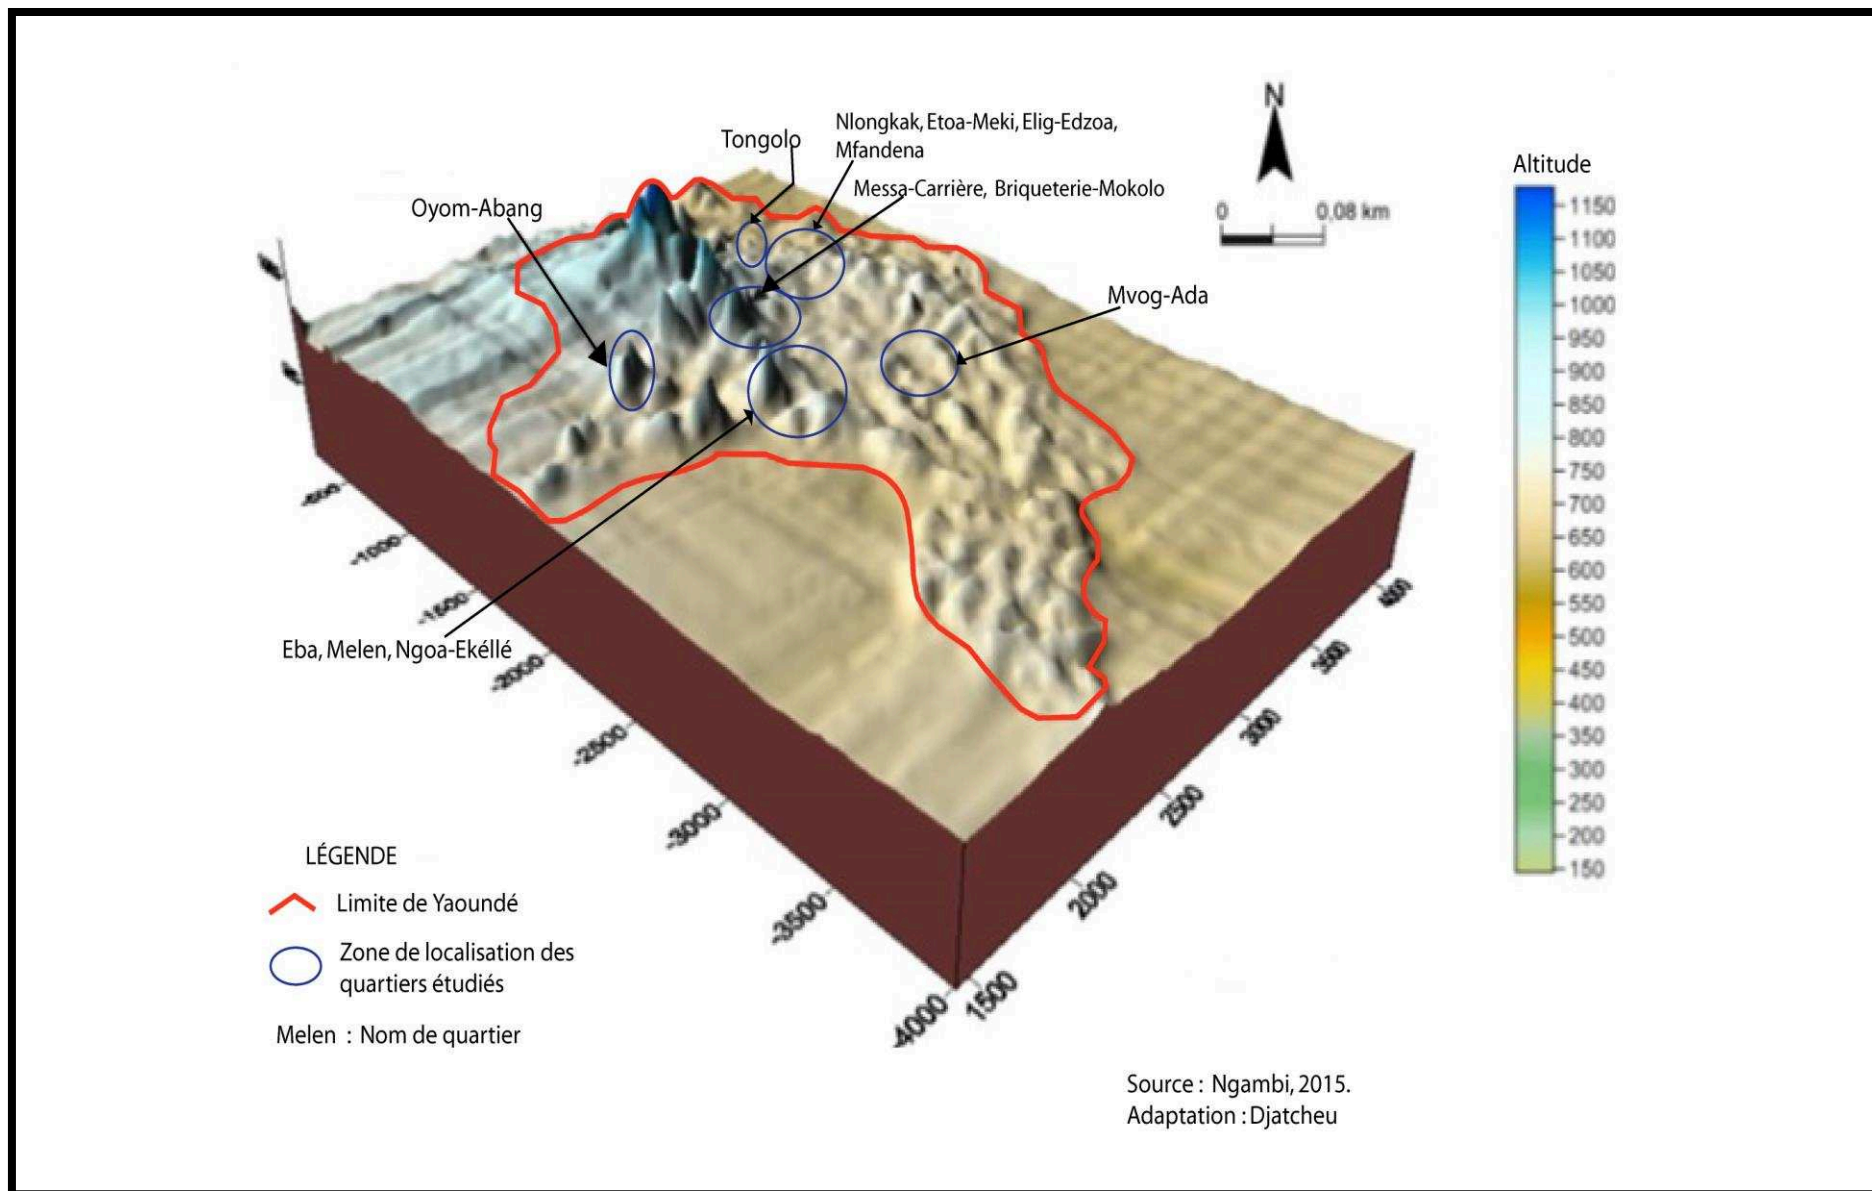 N
Nlongkak, Etoa-Meki, Elig-Edzoa,
Mfandena
Tongolo
Messa-Carrière, Briqueterie-Mokolo
Oyom-Abang
0
0,08 km
Altitude
1150
1100
1050
1000
950
900
850
800
750
700
650
600
550
500
450
400
350
300
250
200
150
Mvog-Ada
Eba, Melen, Ngoa-Ekéllé
-1000
-1500
-2000
-2500
-3000
-3500
-4000
1500
2000
2500
3000
3500
4000
LÉGENDE
Limite de Yaoundé
Zone de localisation des
quartiers étudiés
Melen : Nom de quartier
Source : Ngambi, 2015.
Adaptation : Djatcheu